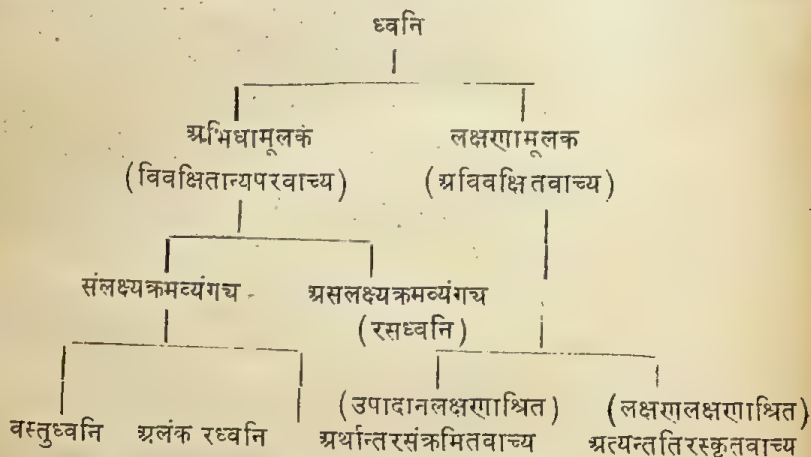 ध्वनि
अभिधामूलकं लक्षणामूलक
(विवक्षितान्यपरवाच्य) (अविवक्षितवाच्य)
संलक्ष्यक्रमव्यंगय असलक्ष्यक्रमव्यंगय
(रसध्वनि)
(उपादानलक्षणाश्रित) (लक्षणलक्षणाश्रित)
वस्तुध्वनि अलंक रध्वनि अर्थान्तरसंक्रमितवाच्य अत्यन्ततिरस्कृतवाच्य